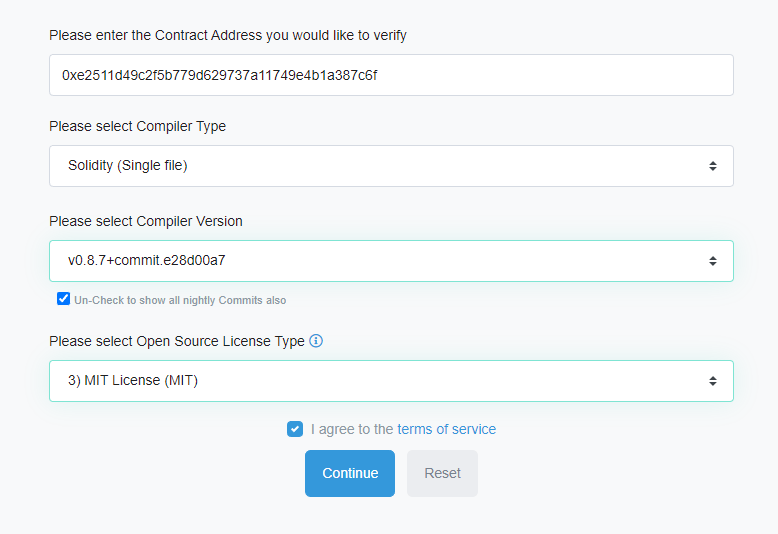 Please enter the Contract Address you would like to verify
0xe2511d49c2f5b779d629737a11749e4b1a387c6f
Please select Compiler Type
Solidity (Single file)
Please select Compiler Version
v0.8.7+commit.e28d00a7
Un-Check to show all nightly Commits also
Please select Open Source License Type
3) MIT License (MIT)
I agree to the terms of service
Continue Reset